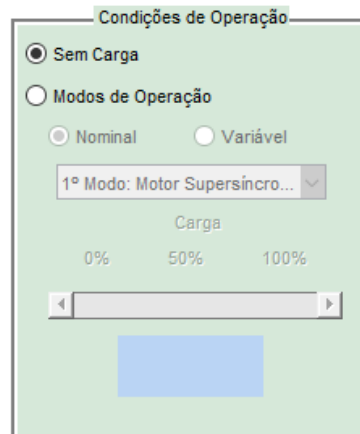 Condições de Operação
Sem Carga
Modos de Operação
Nominal Variável
1º Modo: Motor Supersíncro...
Carga
0% 50% 100%